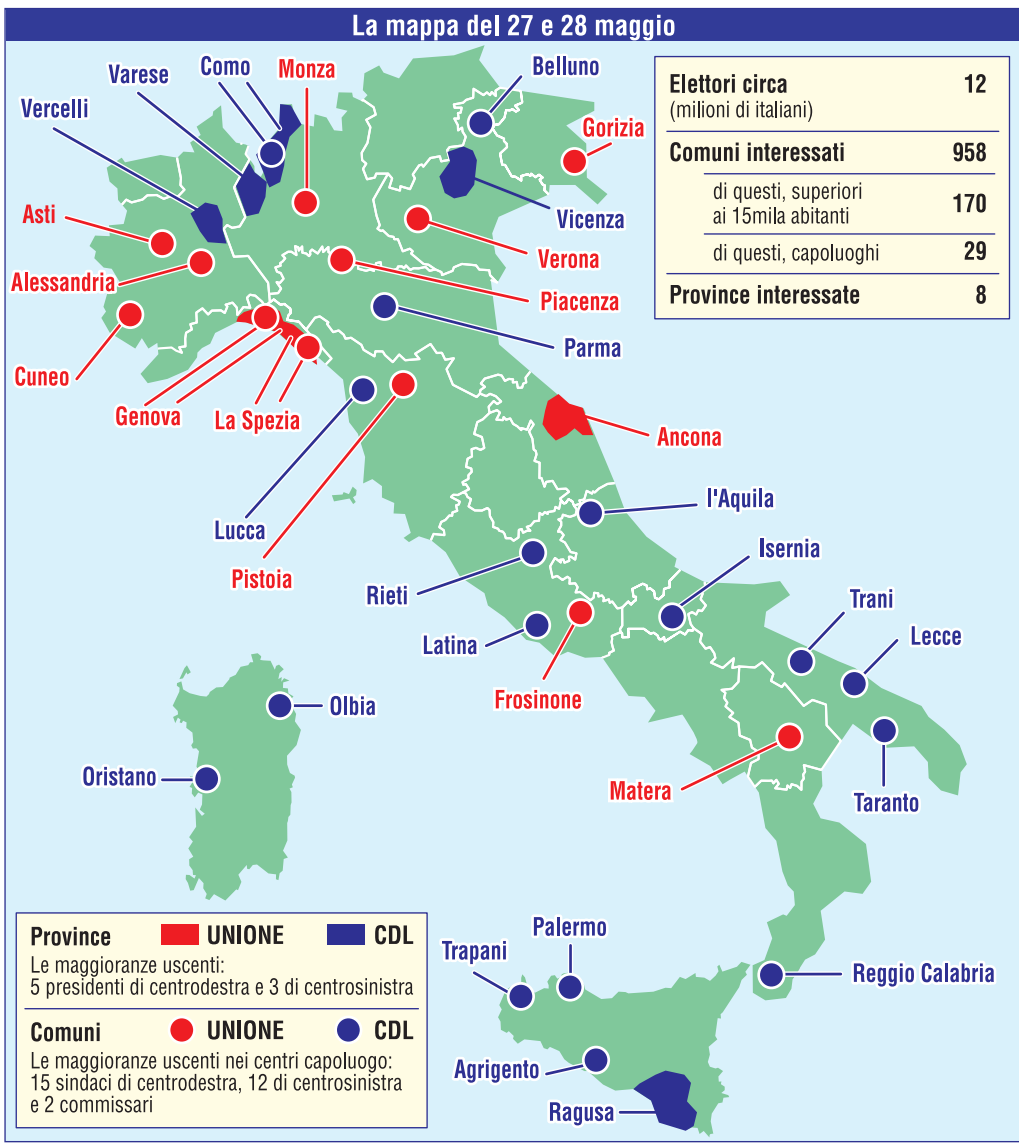 La mappa del 27 e 28 maggio
Vercelli
Varese
Como
Monza
Belluno
Gorizia
Elettori circa 12
(milioni di italiani)
Comuni interessati 958
di questi, superiori
ai 15mila abitanti 170
di questi, capoluoghi 29
Province interessate 8
Asti
Alessandria
Cuneo
Genova
La Spezia
Vicenza
Verona
Piacenza
Parma
Ancona
Lucca
Pistoia
l'Aquila
Isernia
Rieti
Latina
Frosinone
Trani
Lecce
Olbia
Oristano
Matera
Taranto
Palermo
Trapani
Reggio Calabria
Agrigento
Ragusa
Province UNIONE CDL
Le maggioranze uscenti:
5 presidenti di centrodestra e 3 di centrosinistra
Comuni UNIONE CDL
Le maggioranze uscenti nei centri capoluogo:
15 sindaci di centrodestra, 12 di centrosinistra
e 2 commissari